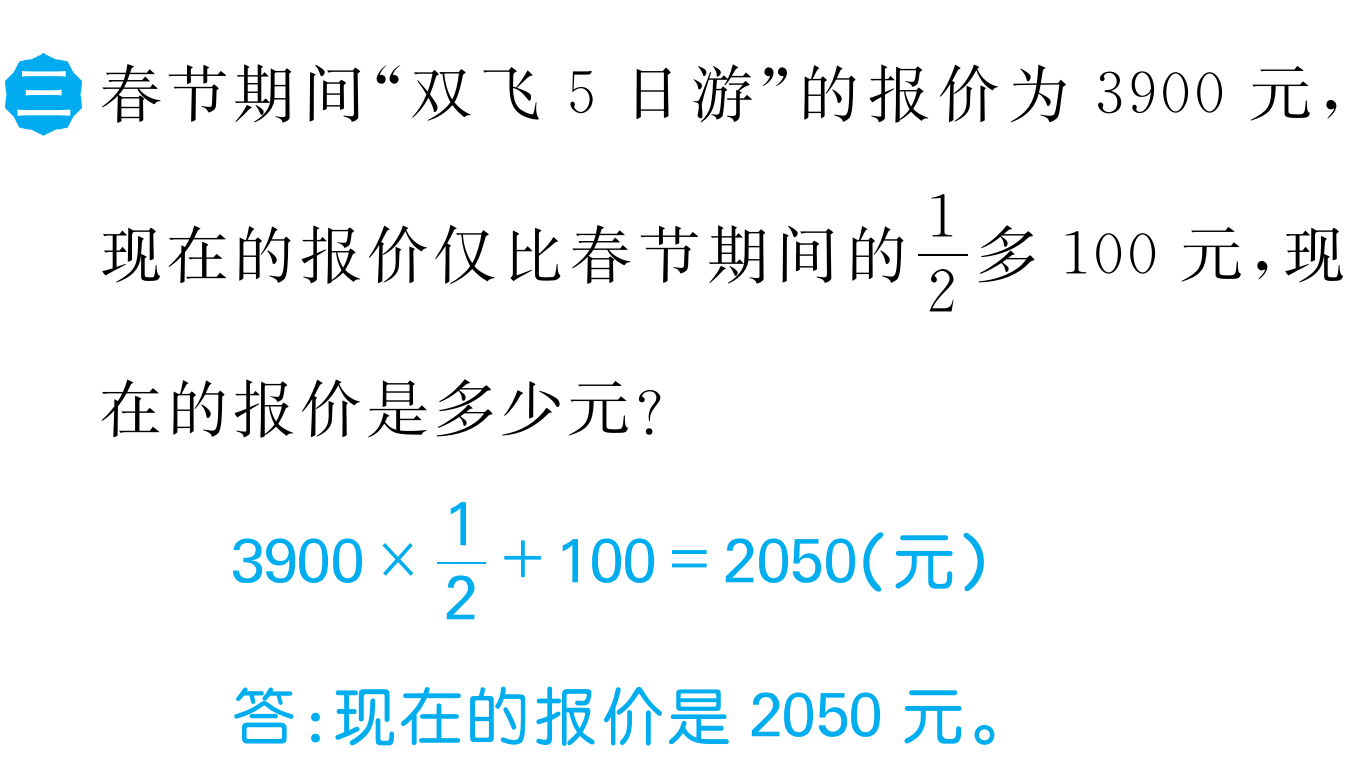 三 春节期间“双飞 5 日游”的报价为 3900 元，
现在的报价仅比春节期间的1/2多 100 元，现
在的报价是多少元？
3900 × 1/2 + 100 = 2050(元)
答：现在的报价是 2050 元。